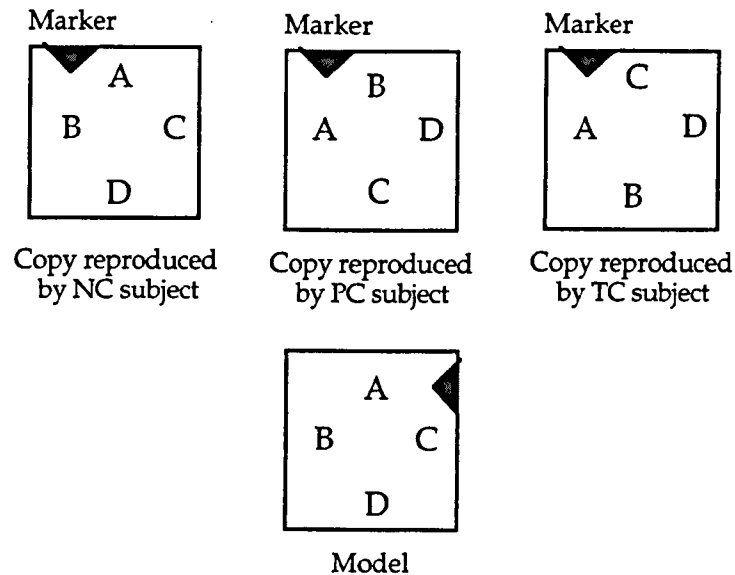 Marker Marker Marker
A B C
B C A D A D
D C B
Copy reproduced by NC subject
Copy reproduced by PC subject
Copy reproduced by TC subject
A
B C
D
Model